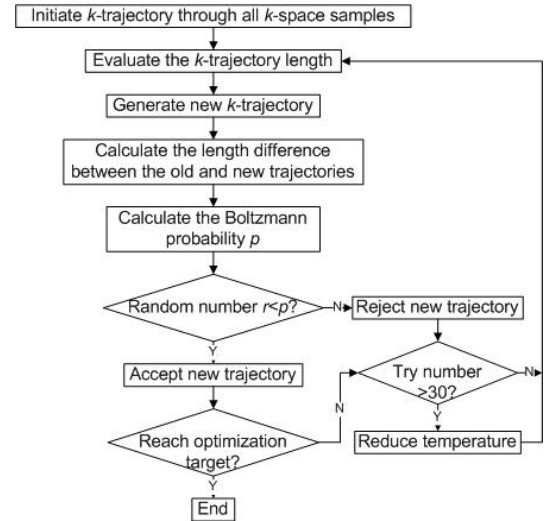 Initiate k-trajectory through all k-space samples
Evaluate the k-trajectory length
Generate new k-trajectory
Calculate the length difference
between the old and new trajectories
Calculate the Boltzmann
probability p
Random number r<p?
N
Reject new trajectory
Y
Accept new trajectory
Try number
>30?
N
N
Y
Reach optimization
target?
Reduce temperature
Y
End